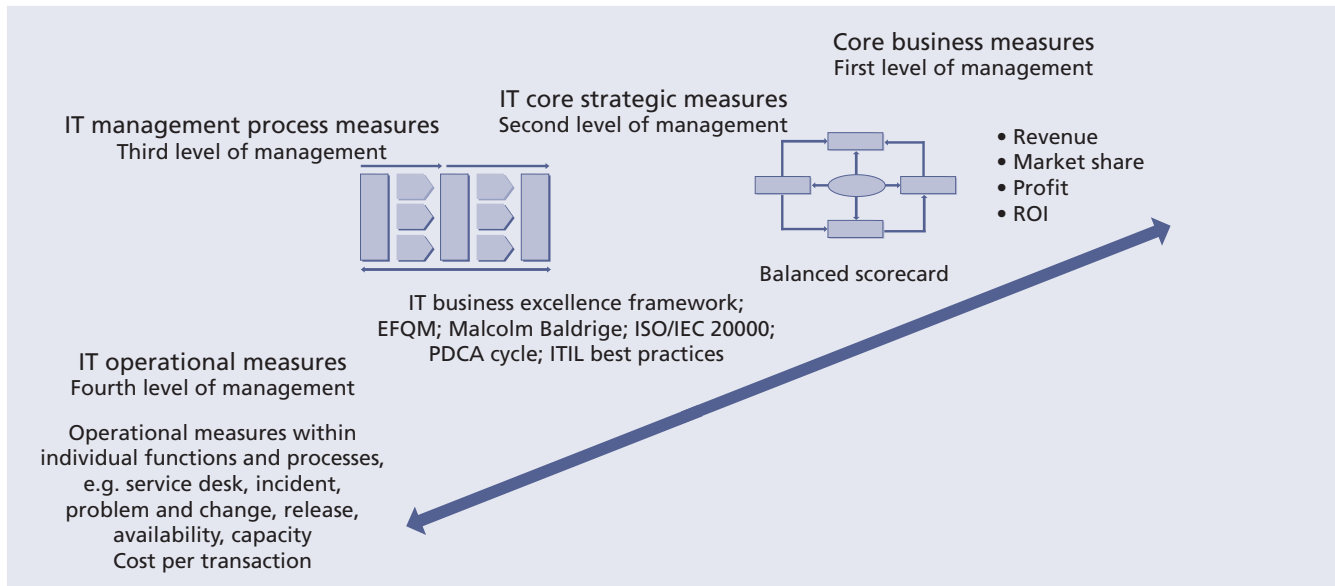 Core business measures
First level of management
IT core strategic measures
Second level of management
IT management process measures
Third level of management
• Revenue
• Market share
• Profit
• ROI
Balanced scorecard
IT business excellence framework;
EFQM; Malcolm Baldrige; ISO/IEC 20000;
PDCA cycle; ITIL best practices
IT operational measures
Fourth level of management
Operational measures within
individual functions and processes,
e.g. service desk, incident,
problem and change, release,
availability, capacity
Cost per transaction